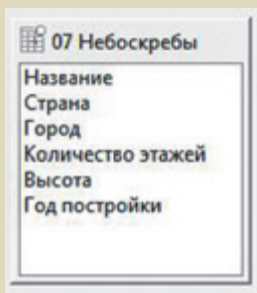 07 Небоскребы
Название
Страна
Город
Количество этажей
Высота
Год постройки